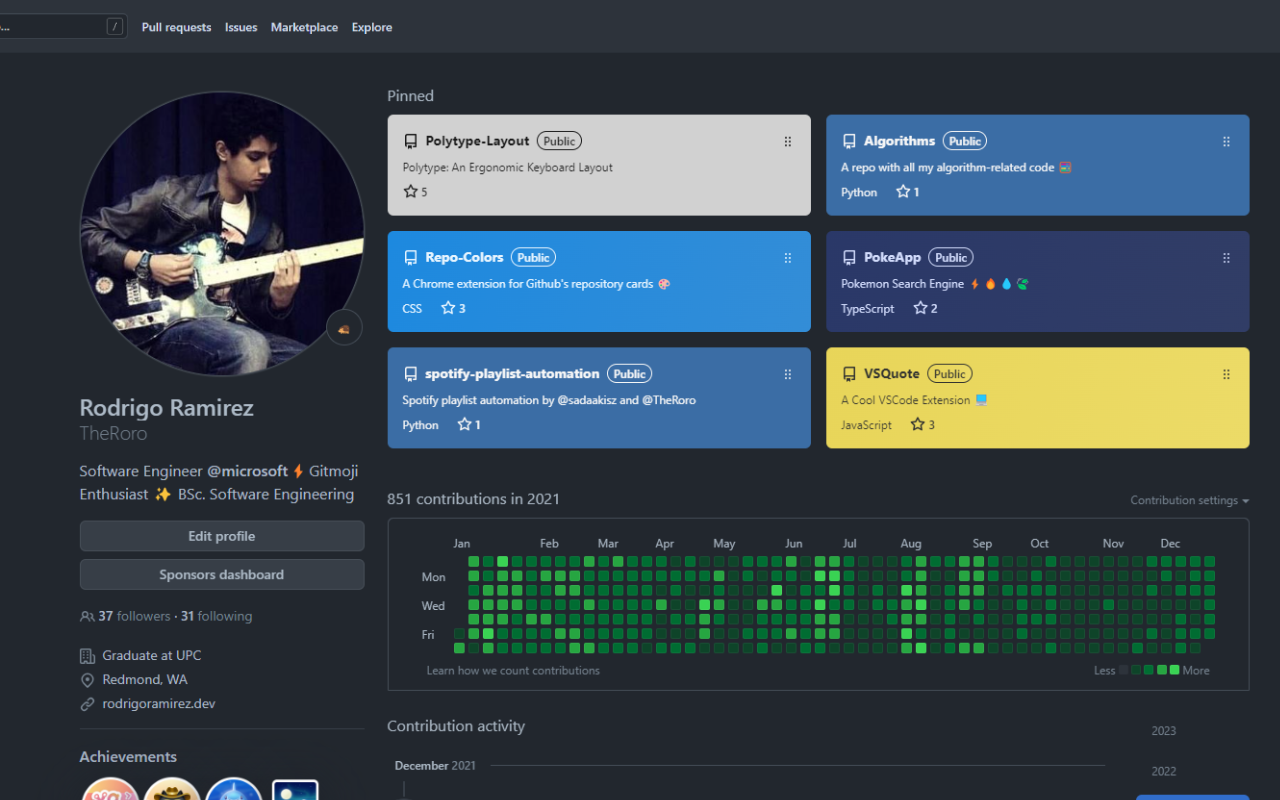 ...
/
Pull requests Issues Marketplace Explore
Rodrigo Ramirez
TheRoro
Software Engineer @microsoft ⚡ Gitmoji
Enthusiast ✨ BSc. Software Engineering
Edit profile
Sponsors dashboard
37 followers · 31 following
Graduate at UPC
Redmond, WA
rodrigoramirez.dev
Achievements
Pinned
Polytype-Layout Public
Polytype: An Ergonomic Keyboard Layout
5
Algorithms Public
A repo with all my algorithm-related code 🧮
Python 1
Repo-Colors Public
A Chrome extension for Github's repository cards 🎨
CSS 3
PokeApp Public
Pokemon Search Engine ⚡ 🔥 💧 🍃
TypeScript 2
spotify-playlist-automation Public
Spotify playlist automation by @sadaakisz and @TheRoro
Python 1
VSQuote Public
A Cool VSCode Extension 🖥️
JavaScript 3
851 contributions in 2021
Contribution settings
Jan Feb Mar Apr May Jun Jul Aug Sep Oct Nov Dec
Mon
Wed
Fri
Learn how we count contributions
Less More
Contribution activity
December 2021
2023
2022